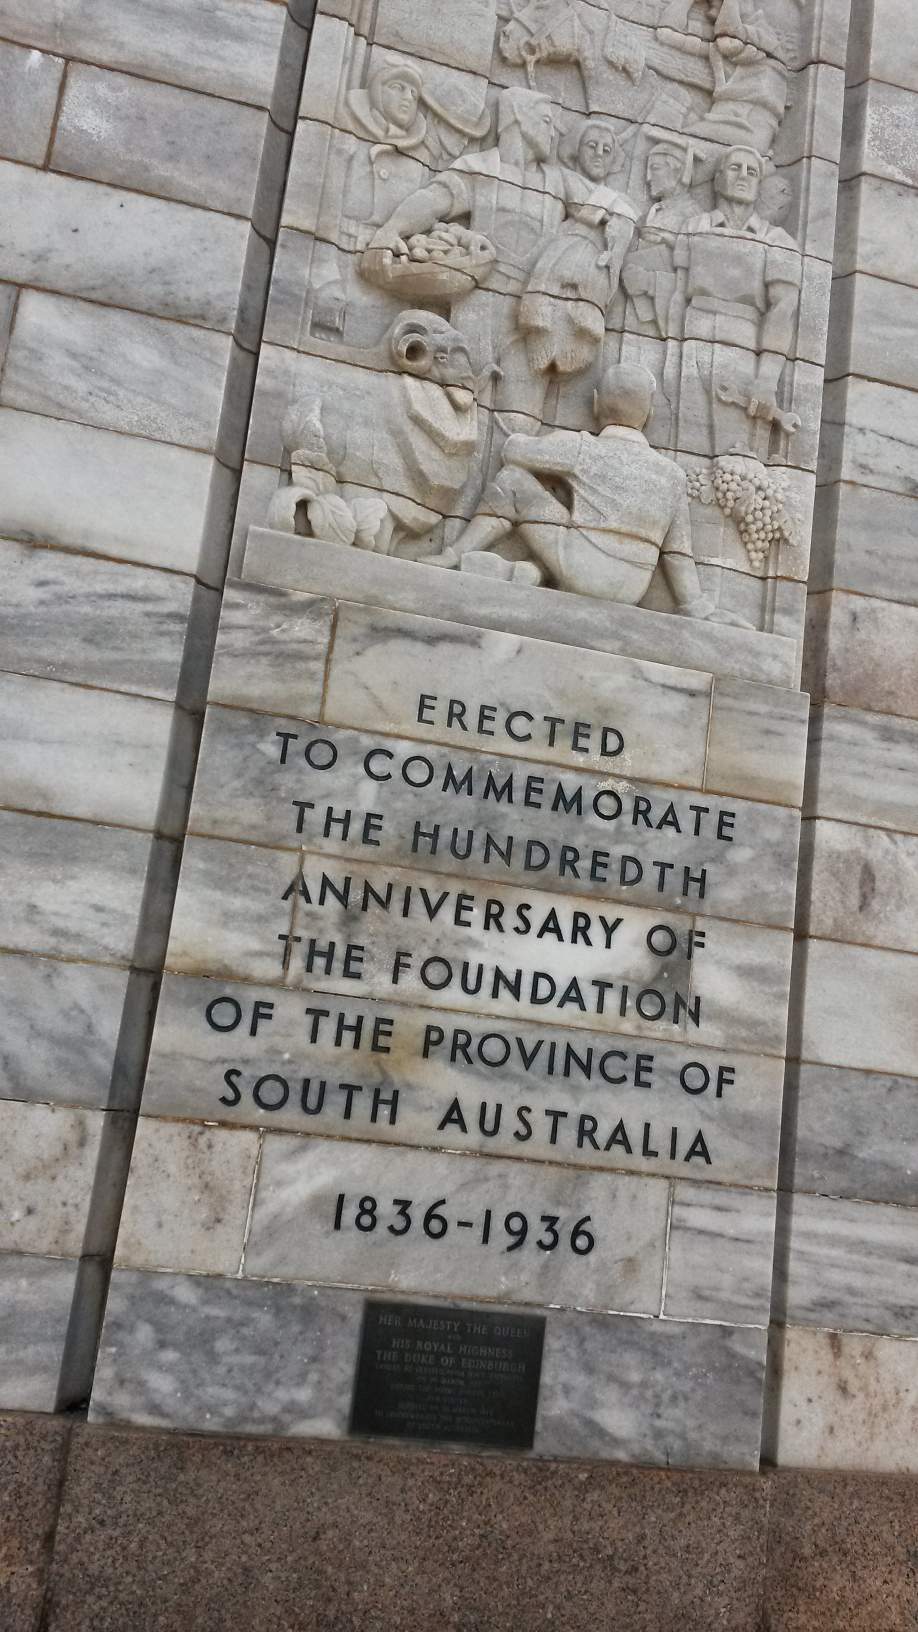 ERECTED
TO COMMEMORATE
THE HUNDREDTH
ANNIVERSARY OF
THE FOUNDATION
OF THE PROVINCE OF
SOUTH AUSTRALIA
1836-1936
HER MAJESTY THE QUEEN
AND
HIS ROYAL HIGHNESS
THE DUKE OF EDINBURGH